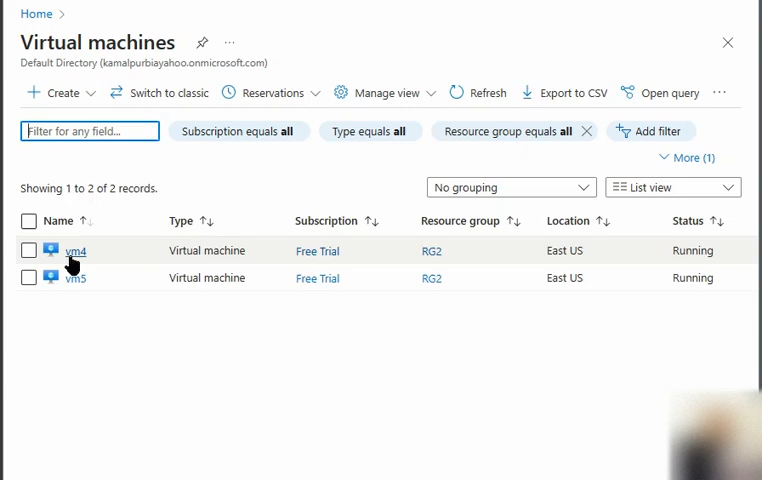 Home >
Virtual machines ...
Default Directory (kamalpurbiayahoo.onmicrosoft.com)
+ Create Switch to classic Reservations Manage view Refresh Export to CSV Open query ...
Filter for any field... Subscription equals all Type equals all Resource group equals all Add filter
More (1)
Showing 1 to 2 of 2 records. No grouping List view
Name Type Subscription Resource group Location Status
vm4 Virtual machine Free Trial RG2 East US Running
vm5 Virtual machine Free Trial RG2 East US Running